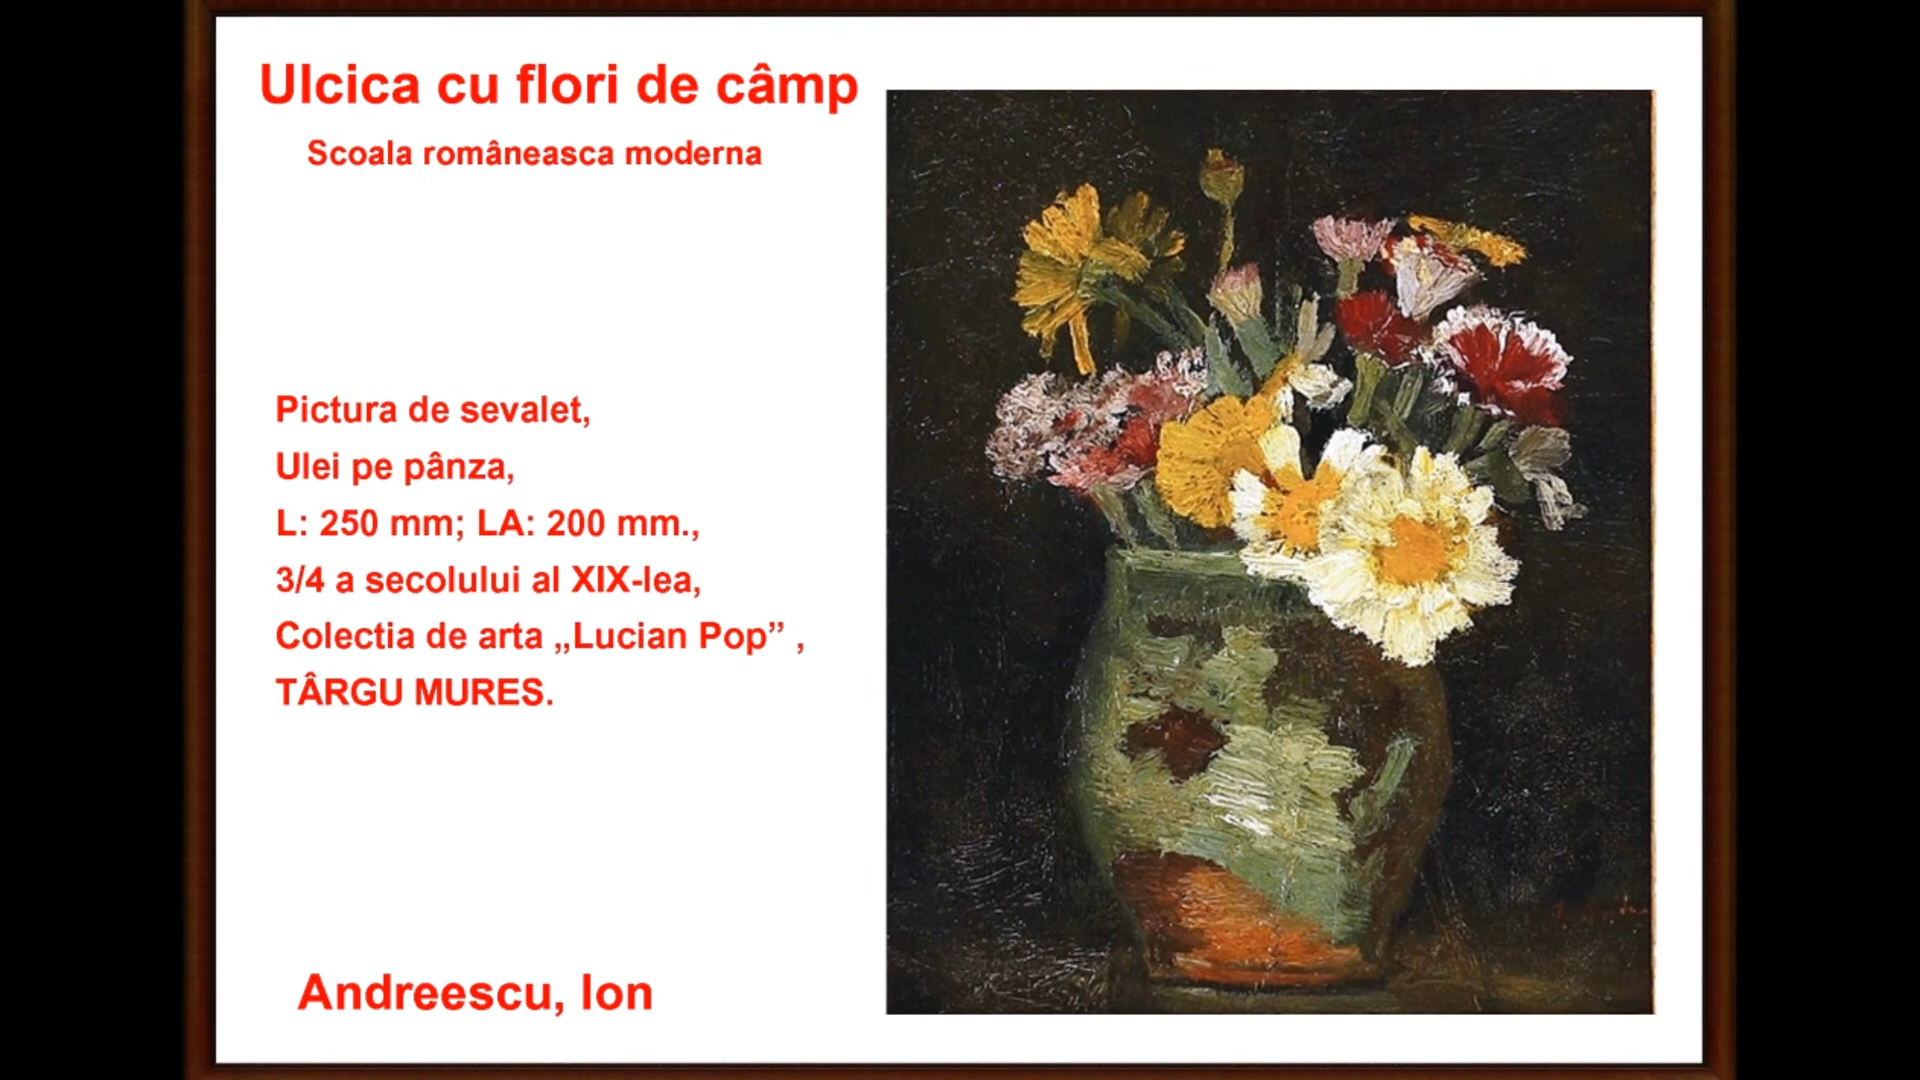 Ulcica cu flori de câmp
Scoala româneasca moderna
Pictura de sevalet,
Ulei pe pânza,
L: 250 mm; LA: 200 mm.,
3/4 a secolului al XIX-lea,
Colectia de arta „Lucian Pop” ,
TÂRGU MURES.
Andreescu, Ion